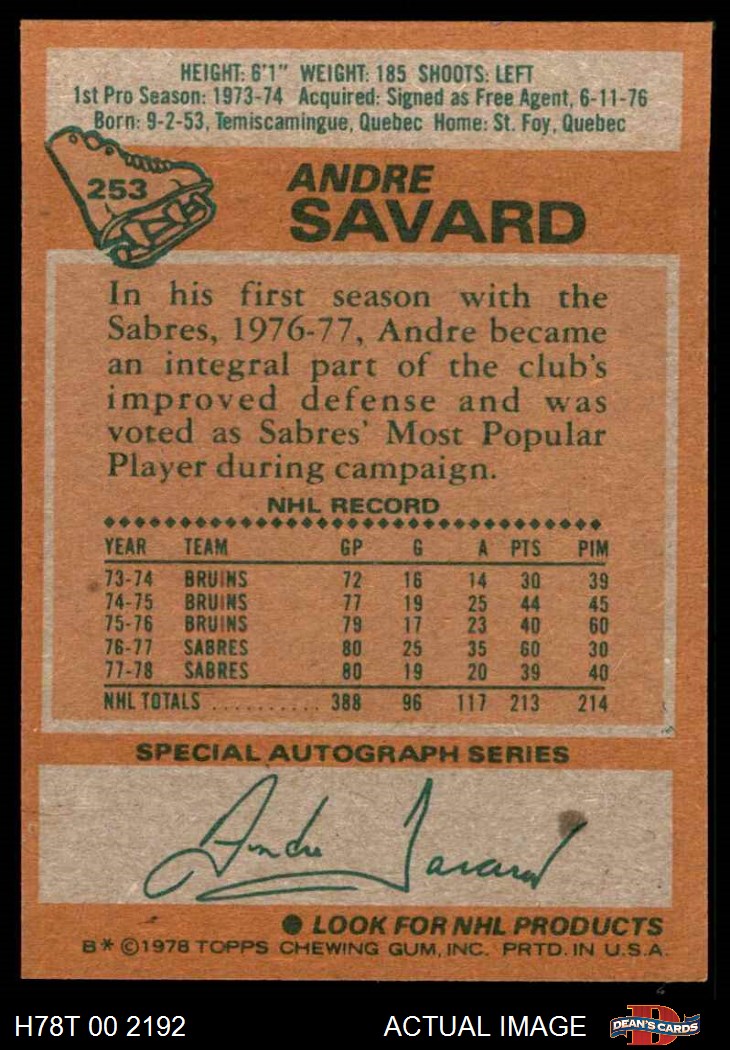 HEIGHT: 6'1" WEIGHT: 185 SHOOTS: LEFT
1st Pro Season: 1973-74 Acquired: Signed as Free Agent, 6-11-76
Born: 9-2-53, Temiscamingue, Quebec Home: St. Foy, Quebec
253
ANDRE
SAVARD
In his first season with the
Sabres, 1976-77, Andre became
an integral part of the club's
improved defense and was
voted as Sabres' Most Popular
Player during campaign.
NHL RECORD
YEAR TEAM GP G A PTS PIM
73-74 BRUINS 72 16 14 30 39
74-75 BRUINS 77 19 25 44 45
75-76 BRUINS 79 17 23 40 60
76-77 SABRES 80 25 35 60 30
77-78 SABRES 80 19 20 39 40
NHL TOTALS .......... 388 96 117 213 214
SPECIAL AUTOGRAPH SERIES
Andre Savard
● LOOK FOR NHL PRODUCTS
B* ©1978 TOPPS CHEWING GUM, INC. PRTD. IN U.S.A.
H78T 00 2192 ACTUAL IMAGE
D
DEAN'S CARDS